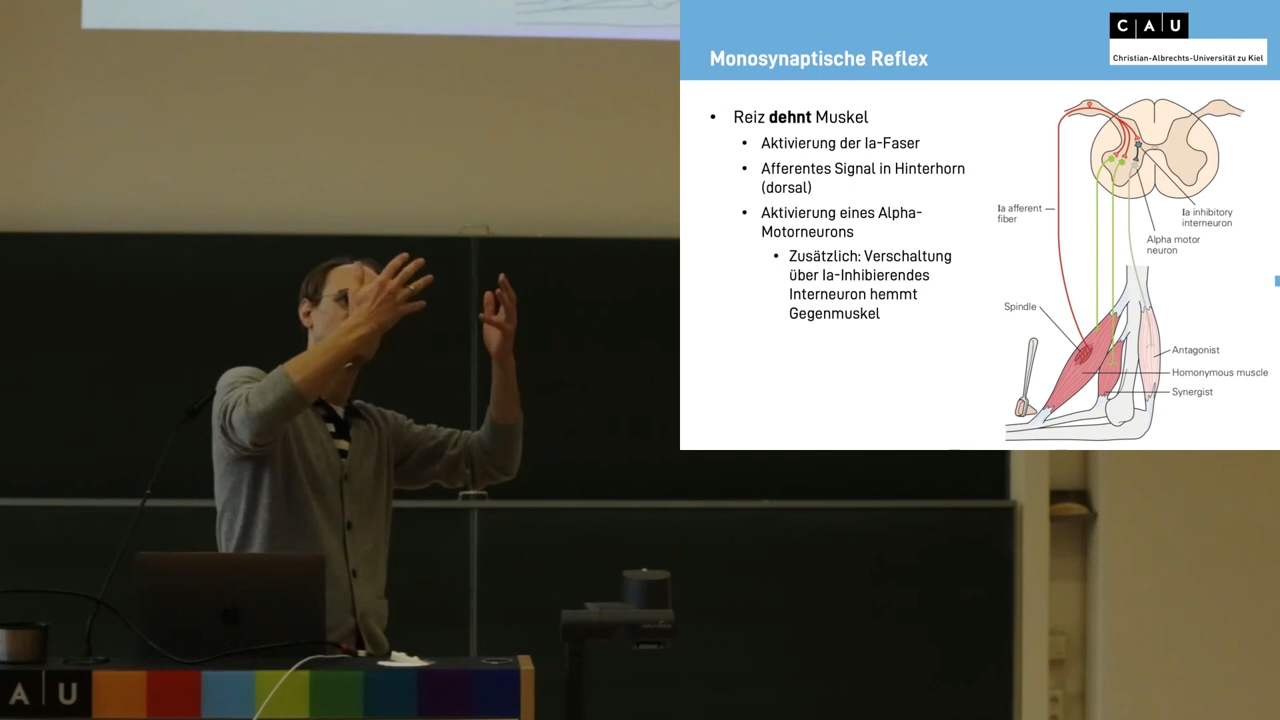 Monosynaptische Reflex
CAU
Christian-Albrechts-Universität zu Kiel
• Reiz dehnt Muskel
• Aktivierung der Ia-Faser
• Afferentes Signal in Hinterhorn
(dorsal)
• Aktivierung eines Alpha-
Motorneurons
• Zusätzlich: Verschaltung
über Ia-Inhibierendes
Interneuron hemmt
Gegenmuskel
Ia afferent
fiber
Ia inhibitory
interneuron
Alpha motor
neuron
Spindle
Antagonist
Homonymous muscle
Synergist
AU